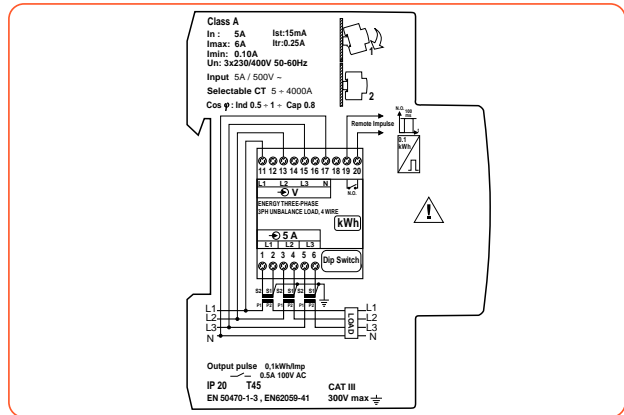 Class A
In : 5A Ist:15mA
Imax: 6A Itr:0.25A
Imin: 0.10A
Un: 3x230/400V 50-60Hz
Input 5A / 500V ~
Selectable CT 5 ÷ 4000A
Cos φ : Ind 0.5 ÷ 1 ÷ Cap 0.8
1
2
N.O. 100 ms
t
Remote Impulse
0.1 kWh
11 12 13 14 15 16 17 18 19 20
L1 L2 L3 N
V
N.O.
ENERGY THREE-PHASE
3PH UNBALANCE LOAD, 4 WIRE
kWh
5 A
L1 L2 L3
1 2 3 4 5 6
Dip Switch
S2 S1 S2 S1 S2 S1
P1 P2 P1 P2 P1 P2
L1 L1
L2 L2
L3 L3
N N
LOAD
Output pulse 0,1kWh/Imp
0.5A 100V AC
IP 20 T45 CAT III
EN 50470-1-3 , EN62059-41 300V max